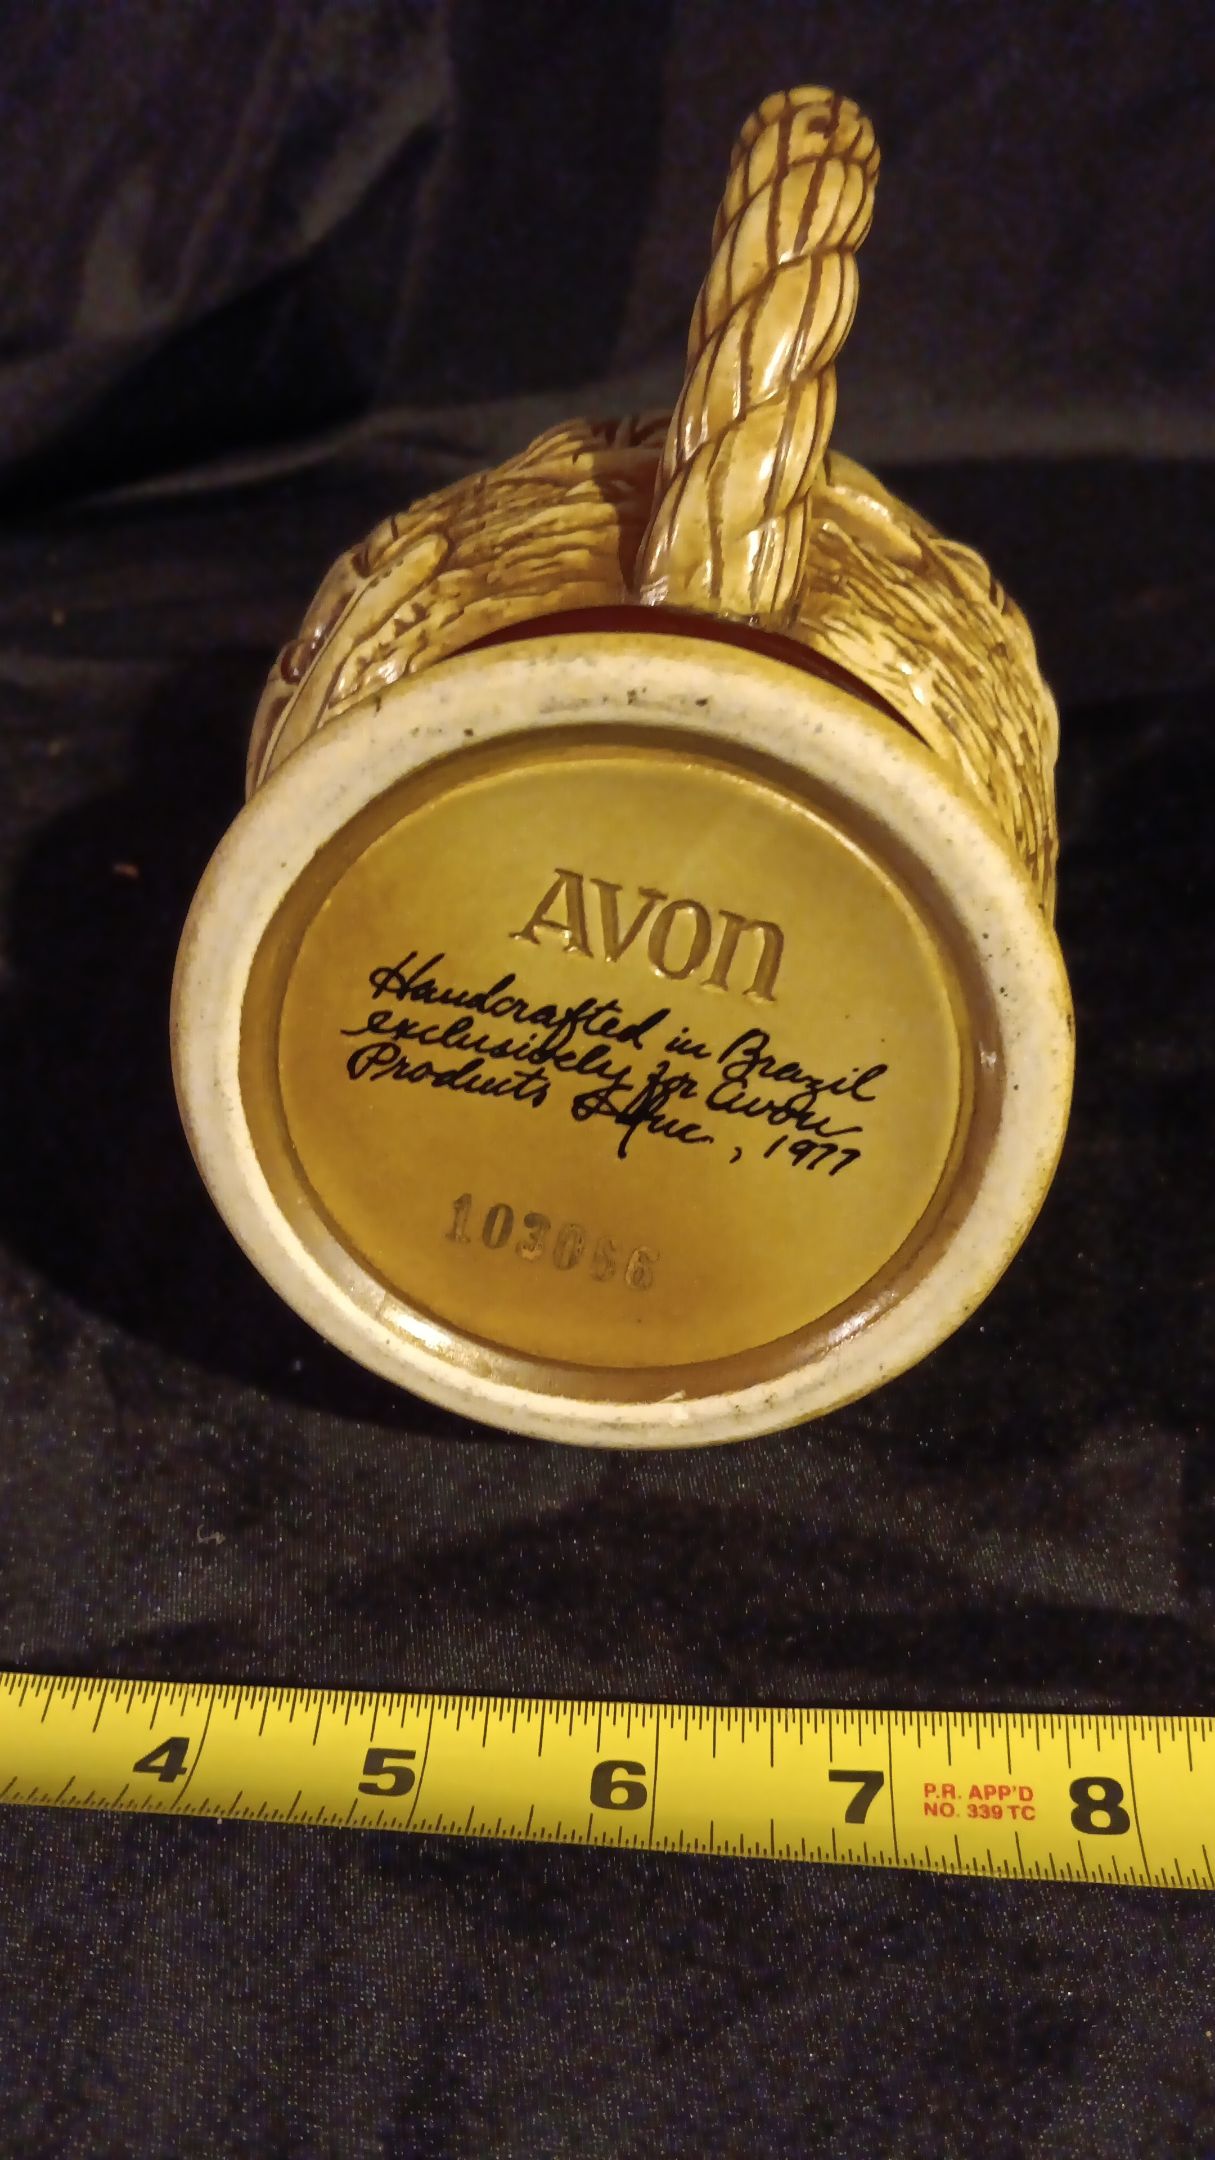 AVON
Handcrafted in Brazil
exclusively for Avon
Products Inc., 1977
103066
4 5 6 7 8
P.R. APP'D
NO. 339 TC